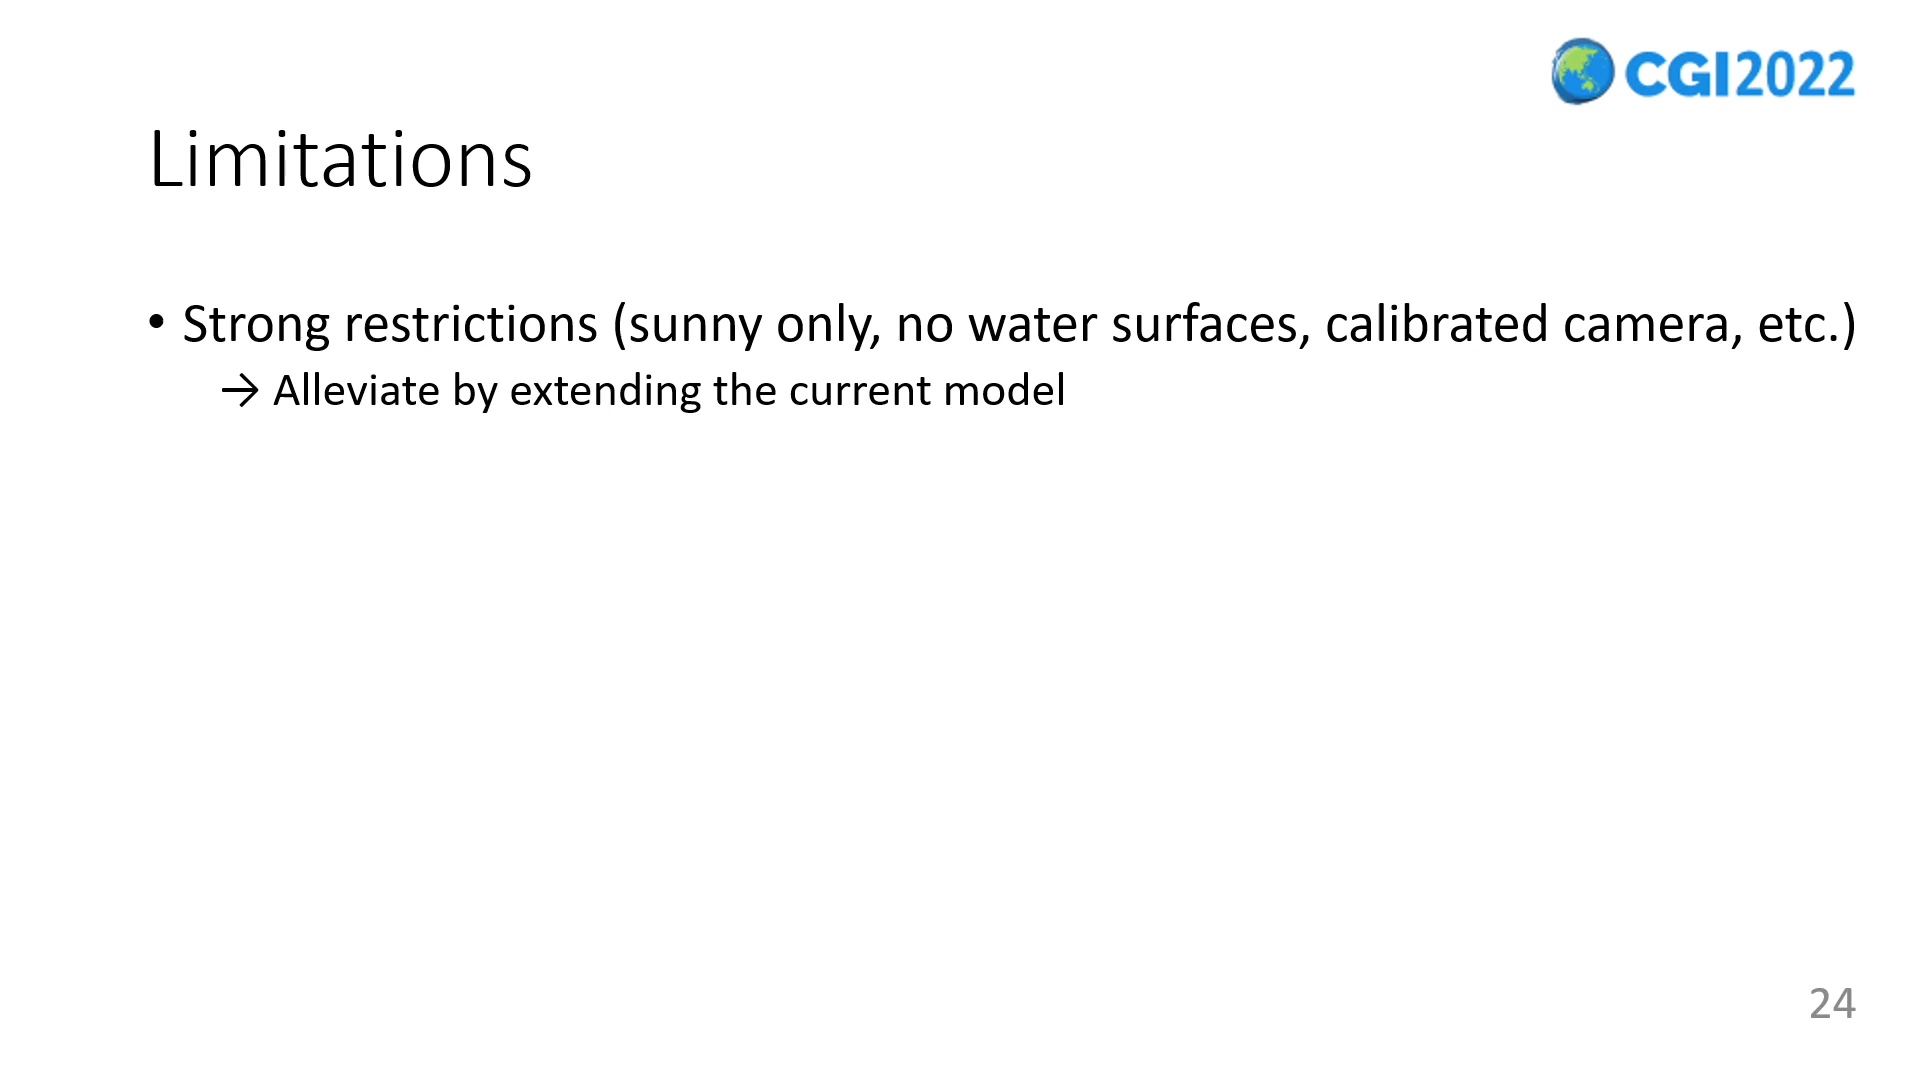 CGI2022
Limitations
• Strong restrictions (sunny only, no water surfaces, calibrated camera, etc.)
→ Alleviate by extending the current model
24